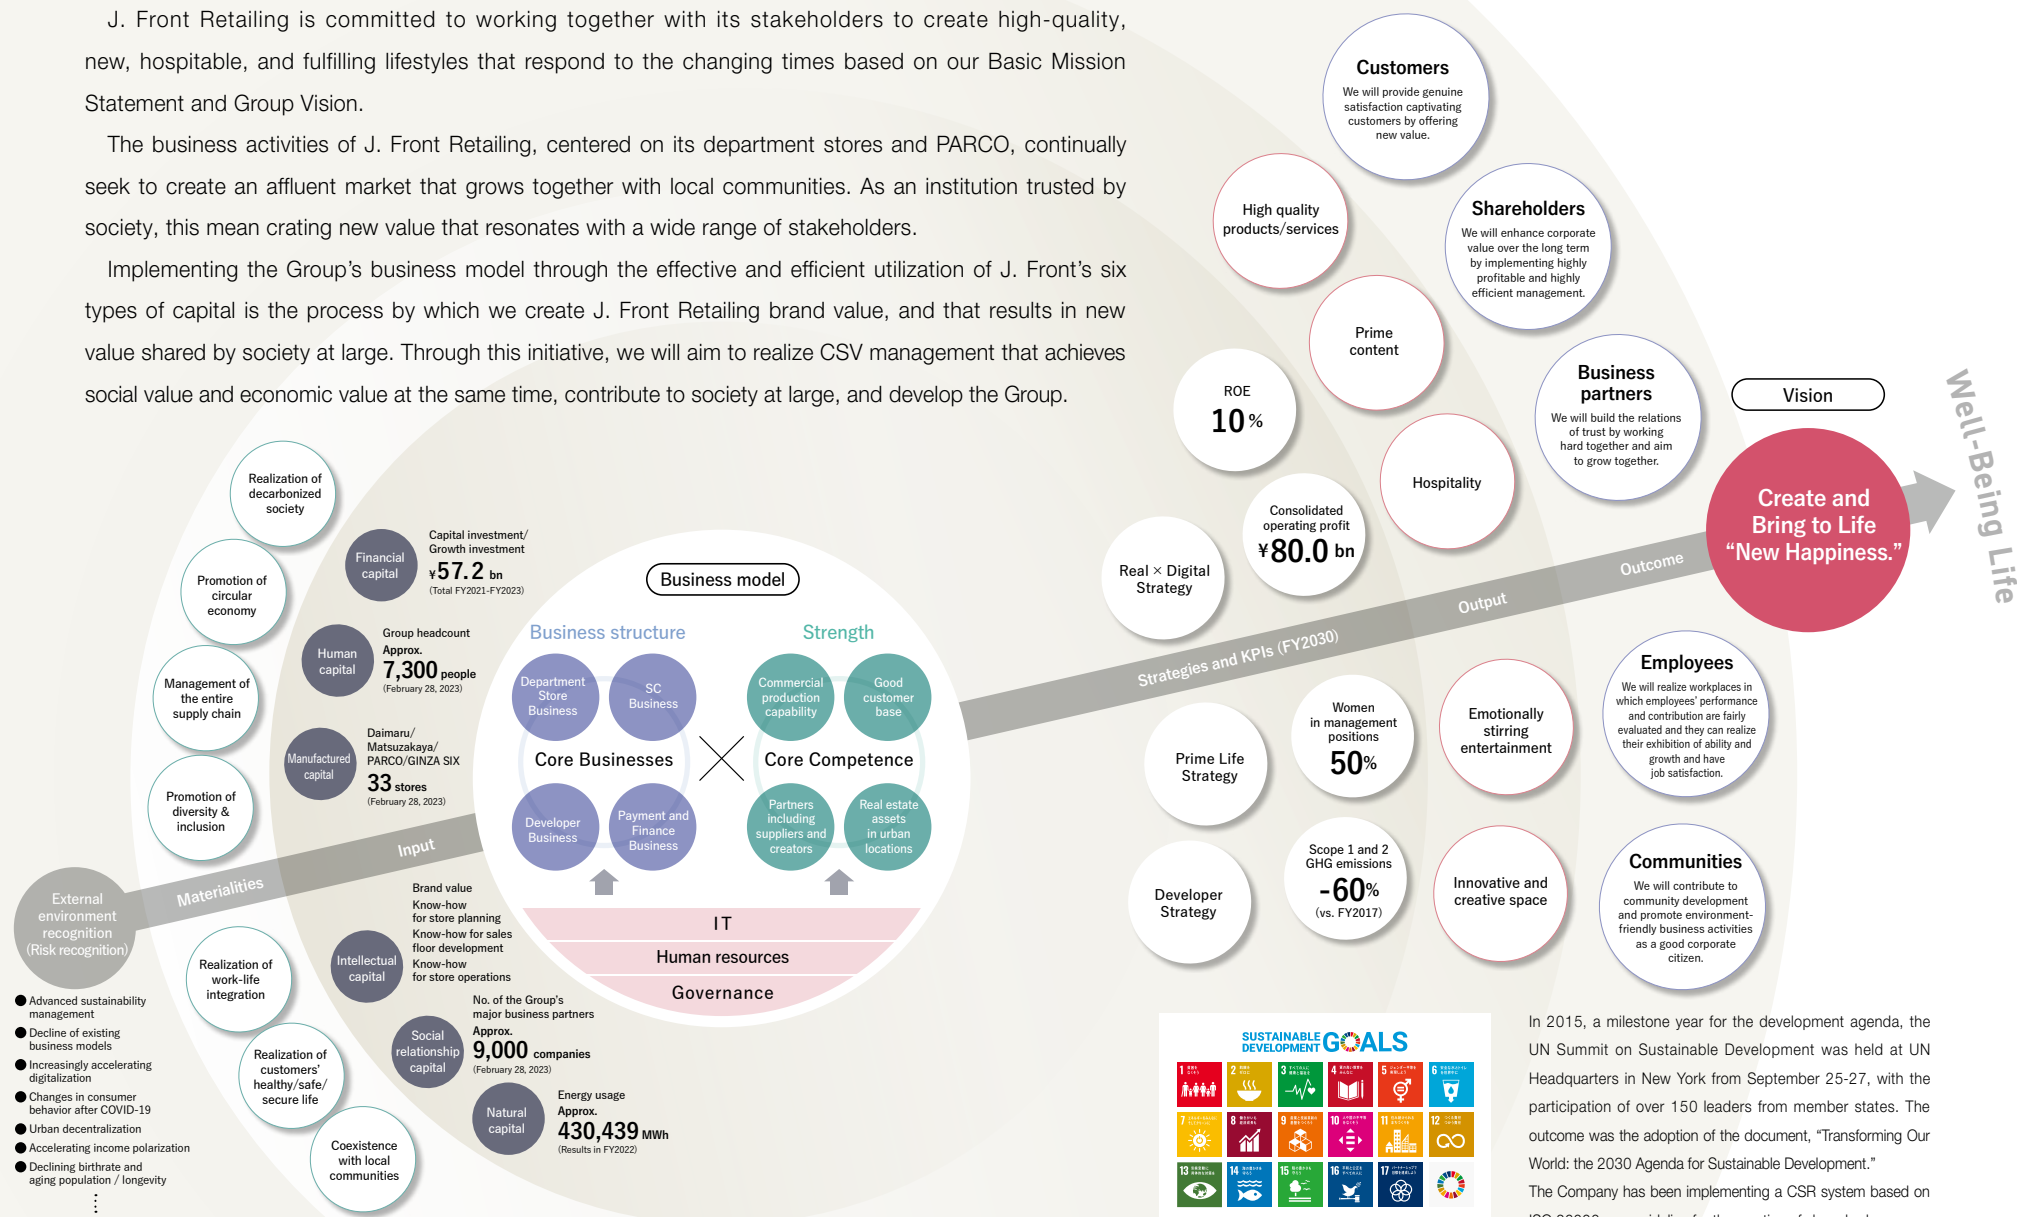 J. Front Retailing is committed to working together with its stakeholders to create high-quality,
new, hospitable, and fulfilling lifestyles that respond to the changing times based on our Basic Mission
Statement and Group Vision.
The business activities of J. Front Retailing, centered on its department stores and PARCO, continually
seek to create an affluent market that grows together with local communities. As an institution trusted by
society, this mean crating new value that resonates with a wide range of stakeholders.
Implementing the Group's business model through the effective and efficient utilization of J. Front's six
types of capital is the process by which we create J. Front Retailing brand value, and that results in new
value shared by society at large. Through this initiative, we will aim to realize CSV management that achieves
social value and economic value at the same time, contribute to society at large, and develop the Group.
External
environment
recognition
(Risk recognition)
● Advanced sustainability
management
● Decline of existing
business models
● Increasingly accelerating
digitalization
● Changes in consumer
behavior after COVID-19
● Urban decentralization
● Accelerating income polarization
● Declining birthrate and
aging population / longevity
Materialities
Realization of
decarbonized
society
Promotion of
circular
economy
Management of
the entire
supply chain
Promotion of
diversity &
inclusion
Realization of
work-life
integration
Realization of
customers'
healthy/safe/
secure life
Coexistence
with local
communities
Input
Financial
capital
Capital investment/
Growth investment
¥57.2 bn
(Total FY2021-FY2023)
Human
capital
Group headcount
Approx.
7,300 people
(February 28, 2023)
Manufactured
capital
Daimaru/
Matsuzakaya/
PARCO/GINZA SIX
33 stores
(February 28, 2023)
Intellectual
capital
Brand value
Know-how
for store planning
Know-how for sales
floor development
Know-how
for store operations
Social
relationship
capital
No. of the Group's
major business partners
Approx.
9,000 companies
(February 28, 2023)
Natural
capital
Energy usage
Approx.
430,439 MWh
(Results in FY2022)
Business model
Business structure
Department
Store
Business
SC
Business
Core Businesses
Developer
Business
Payment and
Finance
Business
Strength
Commercial
production
capability
Good
customer
base
Core Competence
Partners
including
suppliers and
creators
Real estate
assets
in urban
locations
IT
Human resources
Governance
Strategies and KPIs (FY2030)
Real × Digital
Strategy
Prime Life
Strategy
Developer
Strategy
ROE
10%
Consolidated
operating profit
¥80.0 bn
Women
in management
positions
50%
Scope 1 and 2
GHG emissions
-60%
(vs. FY2017)
Output
High quality
products/services
Prime
content
Hospitality
Emotionally
stirring
entertainment
Innovative and
creative space
Outcome
Customers
We will provide genuine
satisfaction captivating
customers by offering
new value.
Shareholders
We will enhance corporate
value over the long term
by implementing highly
profitable and highly
efficient management.
Business
partners
We will build the relations
of trust by working
hard together and aim
to grow together.
Employees
We will realize workplaces in
which employees' performance
and contribution are fairly
evaluated and they can realize
their exhibition of ability and
growth and have
job satisfaction.
Communities
We will contribute to
community development
and promote environment-
friendly business activities
as a good corporate
citizen.
Vision
Create and
Bring to Life
“New Happiness.”
Well-Being Life
SUSTAINABLE
DEVELOPMENT GOALS
1
2
3
4
5
6
7
8
9
10
11
12
13
14
15
16
17
In 2015, a milestone year for the development agenda, the
UN Summit on Sustainable Development was held at UN
Headquarters in New York from September 25-27, with the
participation of over 150 leaders from member states. The
outcome was the adoption of the document, “Transforming Our
World: the 2030 Agenda for Sustainable Development.”
The Company has been implementing a CSR system based on